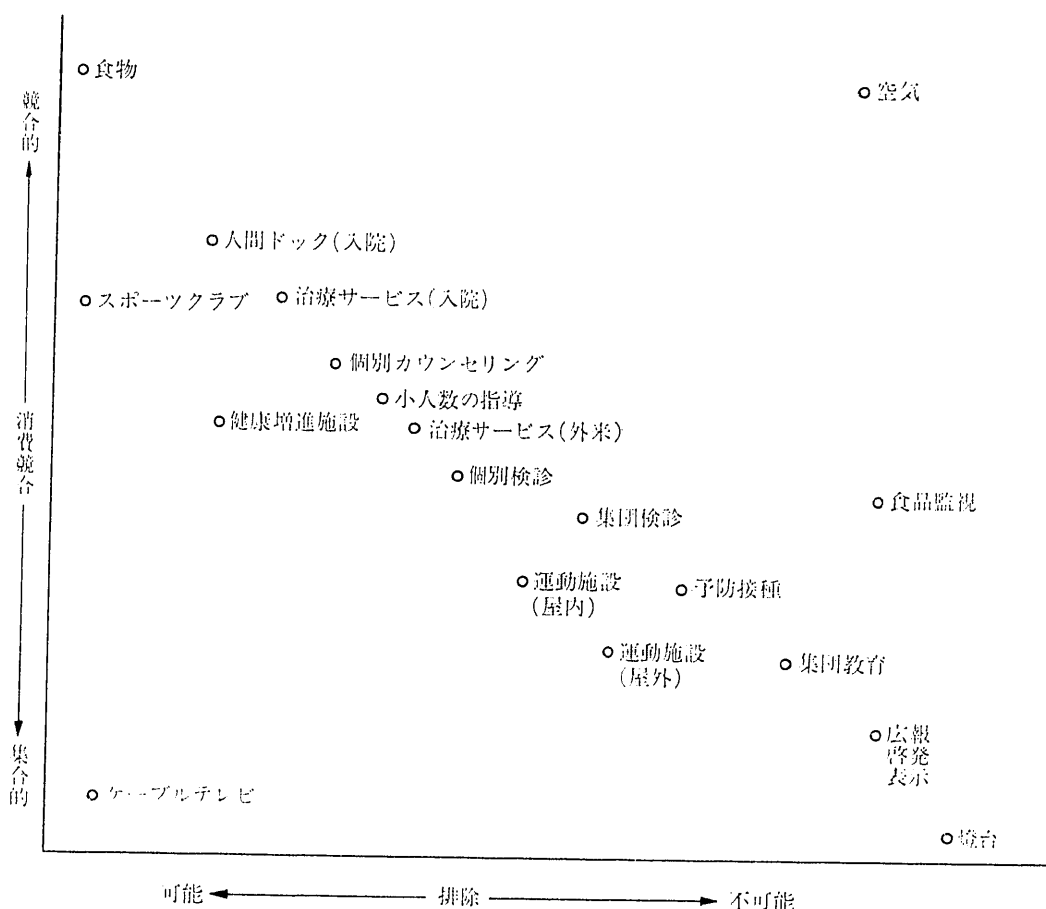 食物
空気
競合的
人間ドック(入院)
スポーツクラブ
治療サービス(入院)
個別カウンセリング
小人数の指導
健康増進施設
治療サービス(外来)
消費競合
個別検診
食品監視
集団検診
運動施設
(屋内)
予防接種
運動施設
(屋外)
集団教育
広報
啓発
表示
集合的
ケーブルテレビ
燈台
可能
排除
不可能